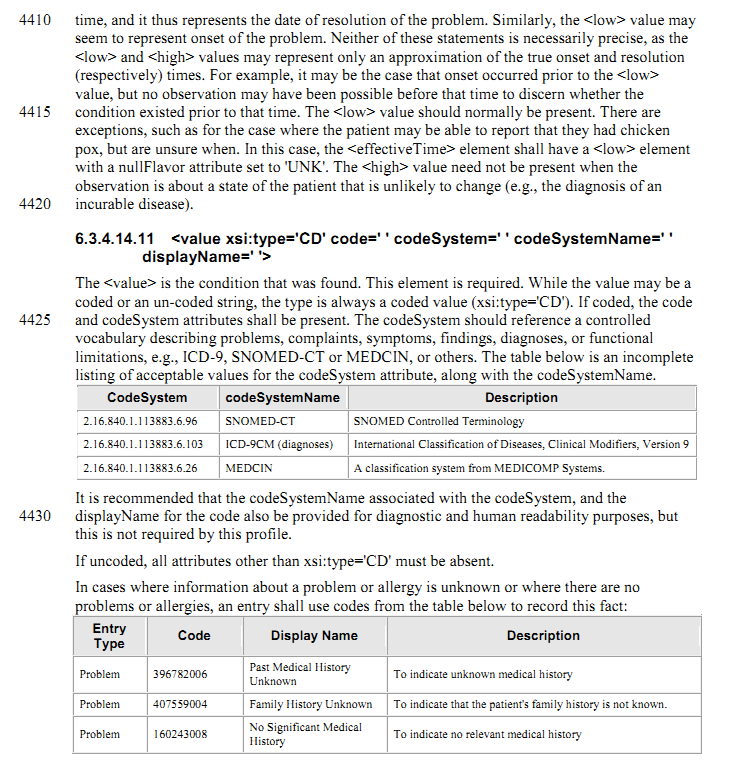 4410 time, and it thus represents the date of resolution of the problem. Similarly, the <low> value may
seem to represent onset of the problem. Neither of these statements is necessarily precise, as the
<low> and <high> values may represent only an approximation of the true onset and resolution
(respectively) times. For example, it may be the case that onset occurred prior to the <low>
value, but no observation may have been possible before that time to discern whether the
4415 condition existed prior to that time. The <low> value should normally be present. There are
exceptions, such as for the case where the patient may be able to report that they had chicken
pox, but are unsure when. In this case, the <effectiveTime> element shall have a <low> element
with a nullFlavor attribute set to 'UNK'. The <high> value need not be present when the
observation is about a state of the patient that is unlikely to change (e.g., the diagnosis of an
4420 incurable disease).
6.3.4.14.11 <value xsi:type='CD' code=' ' codeSystem=' ' codeSystemName=' '
displayName=' '>
The <value> is the condition that was found. This element is required. While the value may be a
coded or an un-coded string, the type is always a coded value (xsi:type='CD'). If coded, the code
4425 and codeSystem attributes shall be present. The codeSystem should reference a controlled
vocabulary describing problems, complaints, symptoms, findings, diagnoses, or functional
limitations, e.g., ICD-9, SNOMED-CT or MEDCIN, or others. The table below is an incomplete
listing of acceptable values for the codeSystem attribute, along with the codeSystemName.
CodeSystem codeSystemName Description
2.16.840.1.113883.6.96 SNOMED-CT SNOMED Controlled Terminology
2.16.840.1.113883.6.103 ICD-9CM (diagnoses) International Classification of Diseases, Clinical Modifiers, Version 9
2.16.840.1.113883.6.26 MEDCIN A classification system from MEDICOMP Systems.
It is recommended that the codeSystemName associated with the codeSystem, and the
4430 displayName for the code also be provided for diagnostic and human readability purposes, but
this is not required by this profile.
If uncoded, all attributes other than xsi:type='CD' must be absent.
In cases where information about a problem or allergy is unknown or where there are no
problems or allergies, an entry shall use codes from the table below to record this fact:
Entry
Type Code Display Name Description
Problem 396782006 Past Medical History
Unknown To indicate unknown medical history
Problem 407559004 Family History Unknown To indicate that the patient's family history is not known.
Problem 160243008 No Significant Medical
History To indicate no relevant medical history